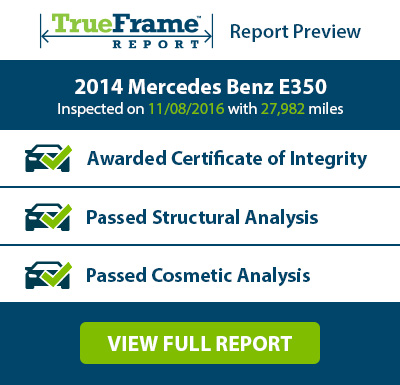 TrueFrame™
REPORT
Report Preview
2014 Mercedes Benz E350
Inspected on 11/08/2016 with 27,982 miles
Awarded Certificate of Integrity
Passed Structural Analysis
Passed Cosmetic Analysis
VIEW FULL REPORT